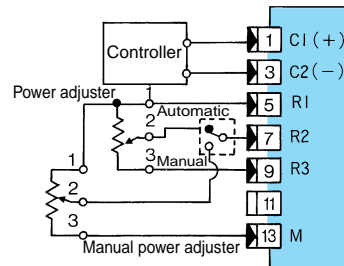 Controller
1 C1 (+)
3 C2 (−)
Power adjuster
1
5 R1
Automatic
2
7 R2
3 Manual
9 R3
1
2
11
3
Manual power adjuster
13 M